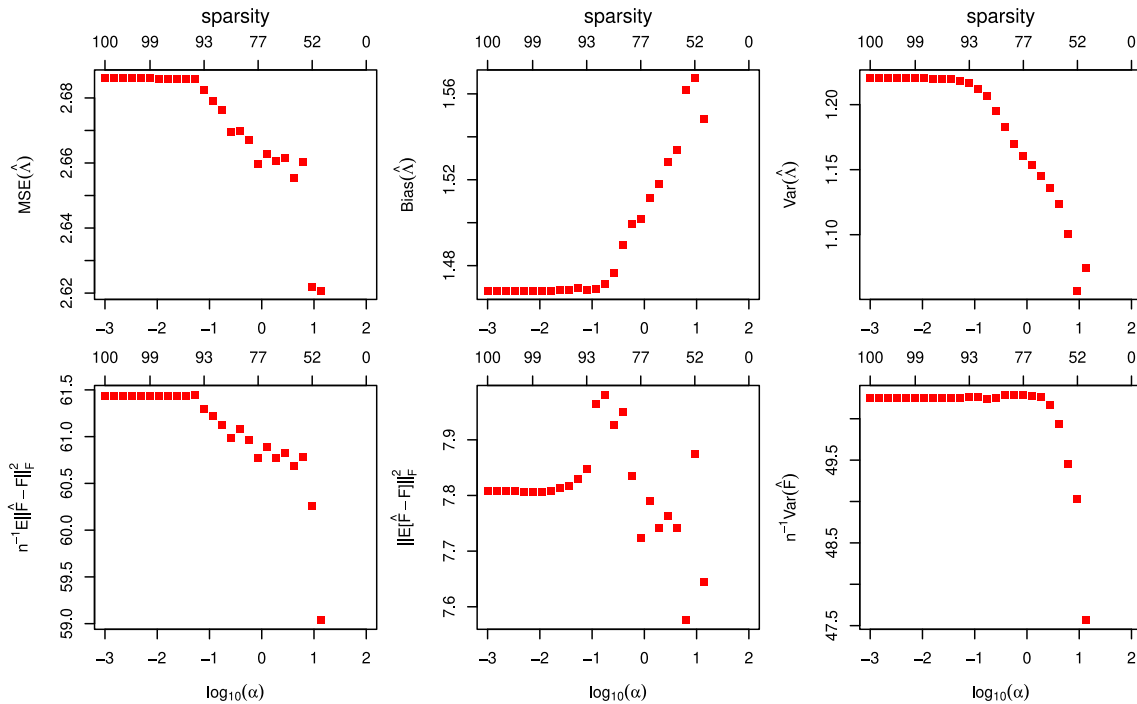 sparsity sparsity sparsity
100 99 93 77 52 0 100 99 93 77 52 0 100 99 93 77 52 0
MSE(Λ̂)
2.62 2.64 2.66 2.68
Bias(Λ̂)
1.48 1.52 1.56
Var(Λ̂)
1.10 1.15 1.20
−3 −2 −1 0 1 2 −3 −2 −1 0 1 2 −3 −2 −1 0 1 2
100 99 93 77 52 0 100 99 93 77 52 0 100 99 93 77 52 0
n⁻¹E||F̂−F||²F
59.0 59.5 60.0 60.5 61.0 61.5
||E[F̂−F]||²F
7.6 7.7 7.8 7.9
n⁻¹Var(F̂)
47.5 48.5 49.5
−3 −2 −1 0 1 2 −3 −2 −1 0 1 2 −3 −2 −1 0 1 2
log₁₀(α) log₁₀(α) log₁₀(α)